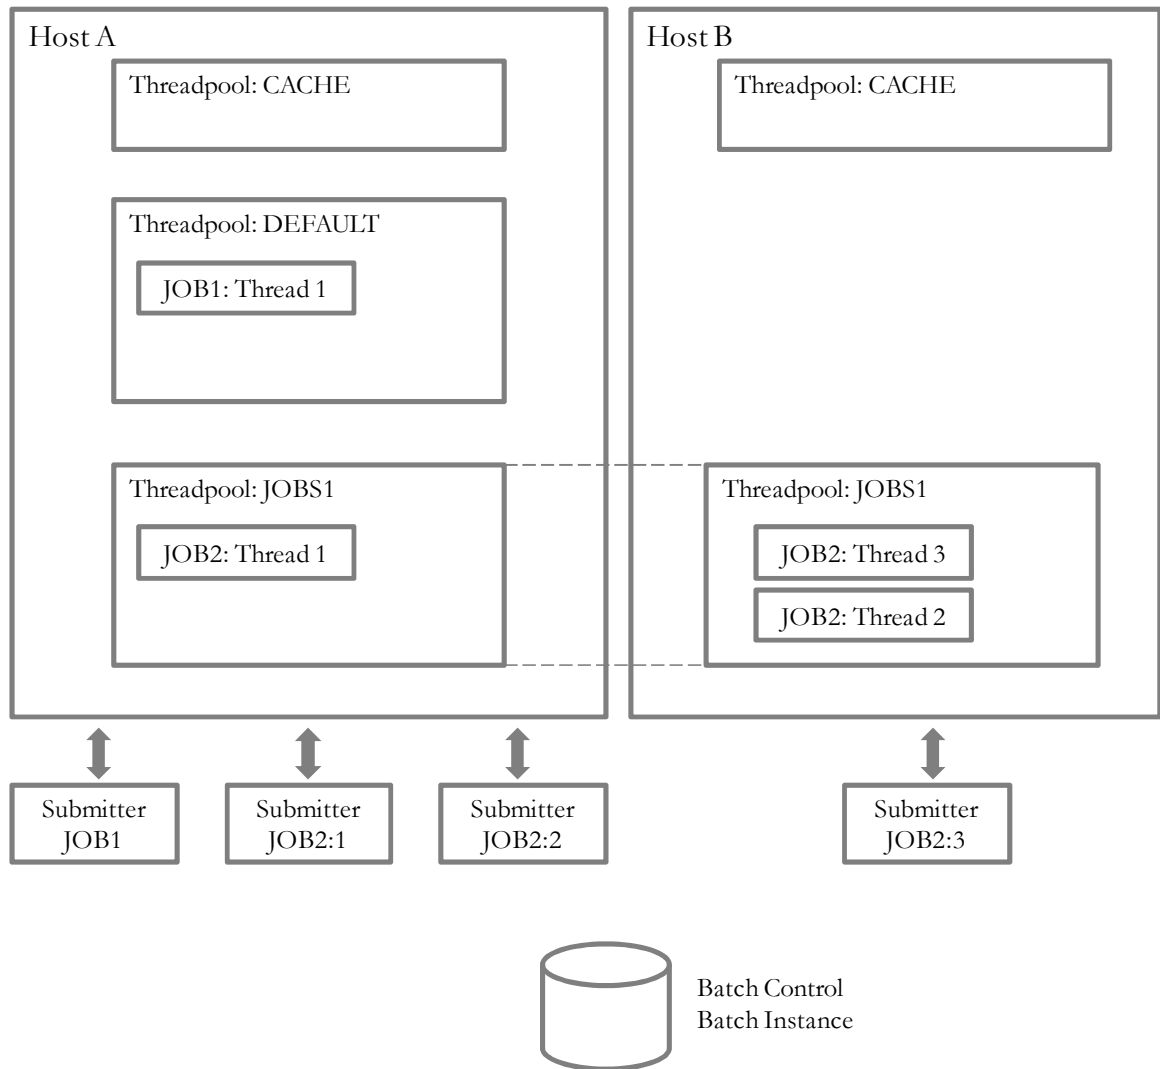 Host A
Threadpool: CACHE
Threadpool: DEFAULT
JOB1: Thread 1
Threadpool: JOBS1
JOB2: Thread 1
Host B
Threadpool: CACHE
Threadpool: JOBS1
JOB2: Thread 3
JOB2: Thread 2
Submitter
JOB1
Submitter
JOB2:1
Submitter
JOB2:2
Submitter
JOB2:3
Batch Control
Batch Instance